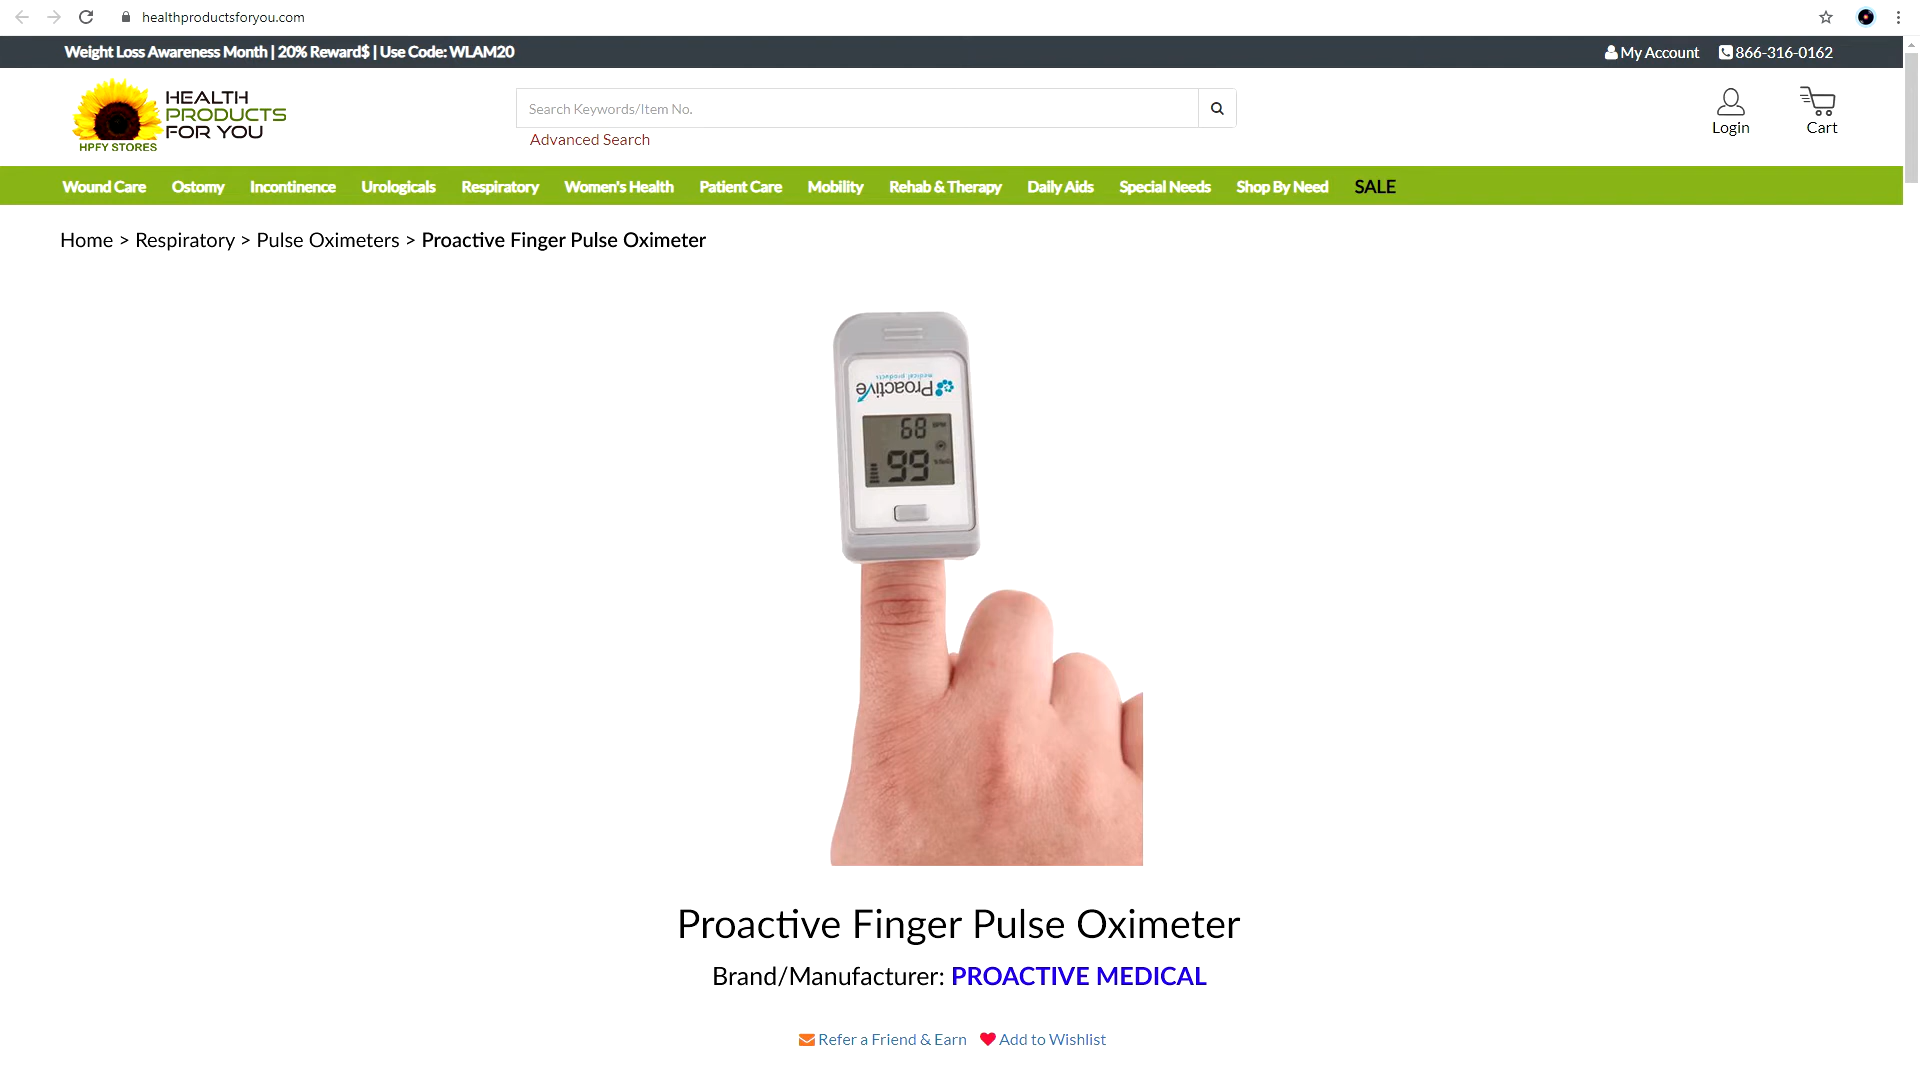 healthproductsforyou.com
Weight Loss Awareness Month | 20% Reward$ | Use Code: WLAM20
My Account 866-316-0162
HEALTH
PRODUCTS
FOR YOU
HPFY STORES
Search Keywords/Item No.
Advanced Search
Login
Cart
Wound Care Ostomy Incontinence Urologicals Respiratory Women's Health Patient Care Mobility Rehab & Therapy Daily Aids Special Needs Shop By Need SALE
Home > Respiratory > Pulse Oximeters > Proactive Finger Pulse Oximeter
medical products
Proactive
68 BPM
99
Proactive Finger Pulse Oximeter
Brand/Manufacturer: PROACTIVE MEDICAL
Refer a Friend & Earn Add to Wishlist